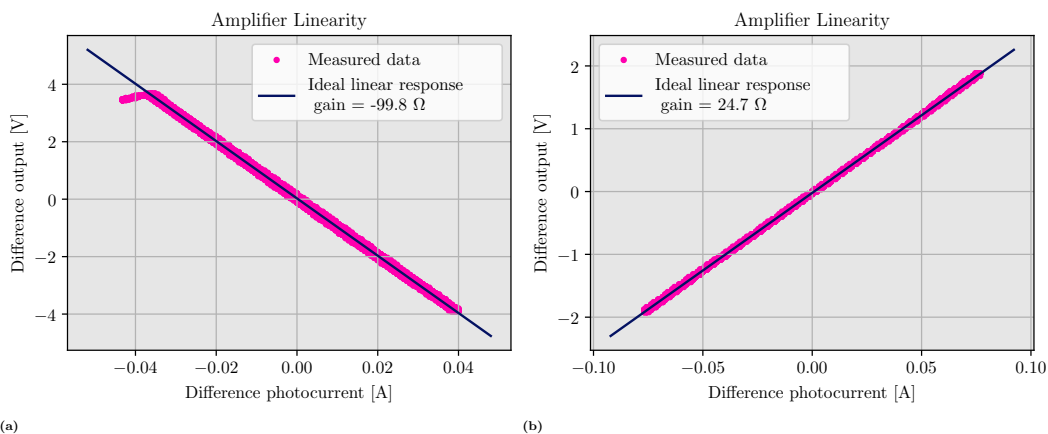 Amplifier Linearity
Measured data
Ideal linear response
gain = -99.8 Ω
Difference output [V]
4
2
0
−2
−4
−0.04
−0.02
0.00
0.02
0.04
Difference photocurrent [A]
(a)
Amplifier Linearity
Measured data
Ideal linear response
gain = 24.7 Ω
Difference output [V]
2
1
0
−1
−2
−0.10
−0.05
0.00
0.05
0.10
Difference photocurrent [A]
(b)